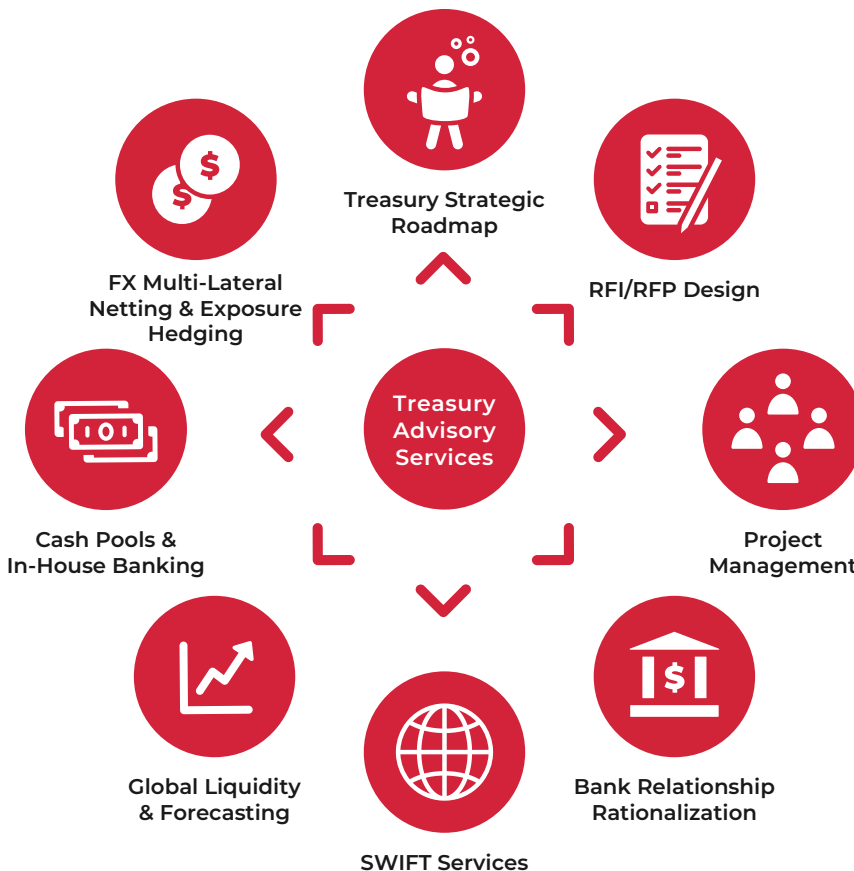 Treasury Strategic
Roadmap
FX Multi-Lateral
Netting & Exposure
Hedging
$
$
RFI/RFP Design
Treasury
Advisory
Services
Cash Pools &
In-House Banking
Project
Management
Global Liquidity
& Forecasting
$
Bank Relationship
Rationalization
SWIFT Services